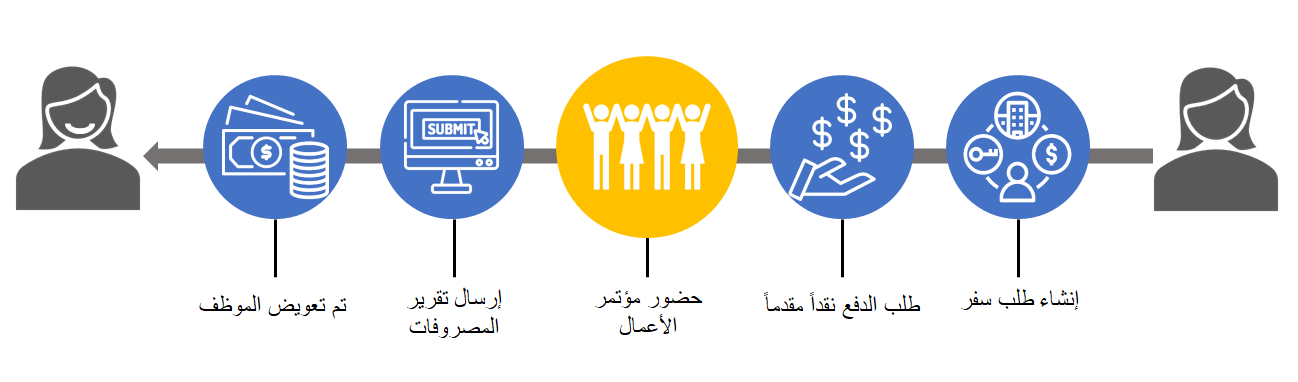 SUBMIT
إنشاء طلب سفر
طلب الدفع نقداً مقدماً
حضور مؤتمر
الأعمال
إرسال تقرير
المصروفات
تم تعويض الموظف